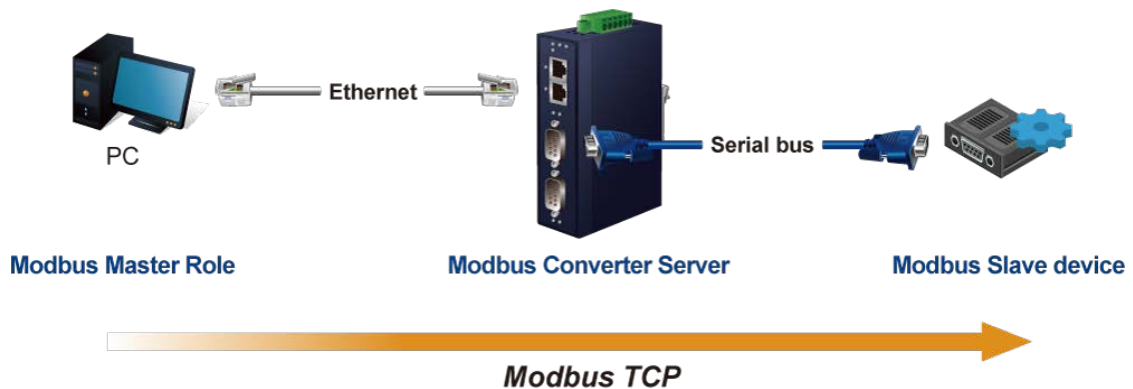 Ethernet
Serial bus
PC
Modbus Master Role
Modbus Converter Server
Modbus Slave device
Modbus TCP